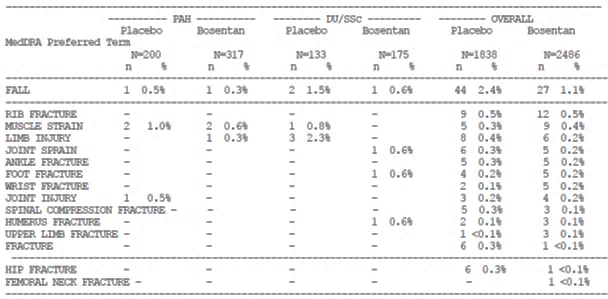 ---------- PAH ---------- --------- DU/SSc --------- -------- OVERALL --------
Placebo Bosentan Placebo Bosentan Placebo Bosentan
MedDRA Preferred Term
N=200 N=317 N=133 N=175 N=1838 N=2486
n % n % n % n % n % n %
FALL 1 0.5% 1 0.3% 2 1.5% 1 0.6% 44 2.4% 27 1.1%
RIB FRACTURE - - - - 9 0.5% 12 0.5%
MUSCLE STRAIN 2 1.0% 2 0.6% 1 0.8% - 5 0.3% 9 0.4%
LIMB INJURY - 1 0.3% 3 2.3% - 8 0.4% 6 0.2%
JOINT SPRAIN - - - 1 0.6% 6 0.3% 5 0.2%
ANKLE FRACTURE - - - - 5 0.3% 5 0.2%
FOOT FRACTURE - - - 1 0.6% 4 0.2% 5 0.2%
WRIST FRACTURE - - - - 2 0.1% 5 0.2%
JOINT INJURY 1 0.5% - - - 3 0.2% 4 0.2%
SPINAL COMPRESSION FRACTURE - - - - 5 0.3% 3 0.1%
HUMERUS FRACTURE - - - 1 0.6% 2 0.1% 3 0.1%
UPPER LIMB FRACTURE - - - - 1 <0.1% 3 0.1%
FRACTURE - - - - 6 0.3% 1 <0.1%
HIP FRACTURE - - - - 6 0.3% 1 <0.1%
FEMORAL NECK FRACTURE - - - - - 1 <0.1%